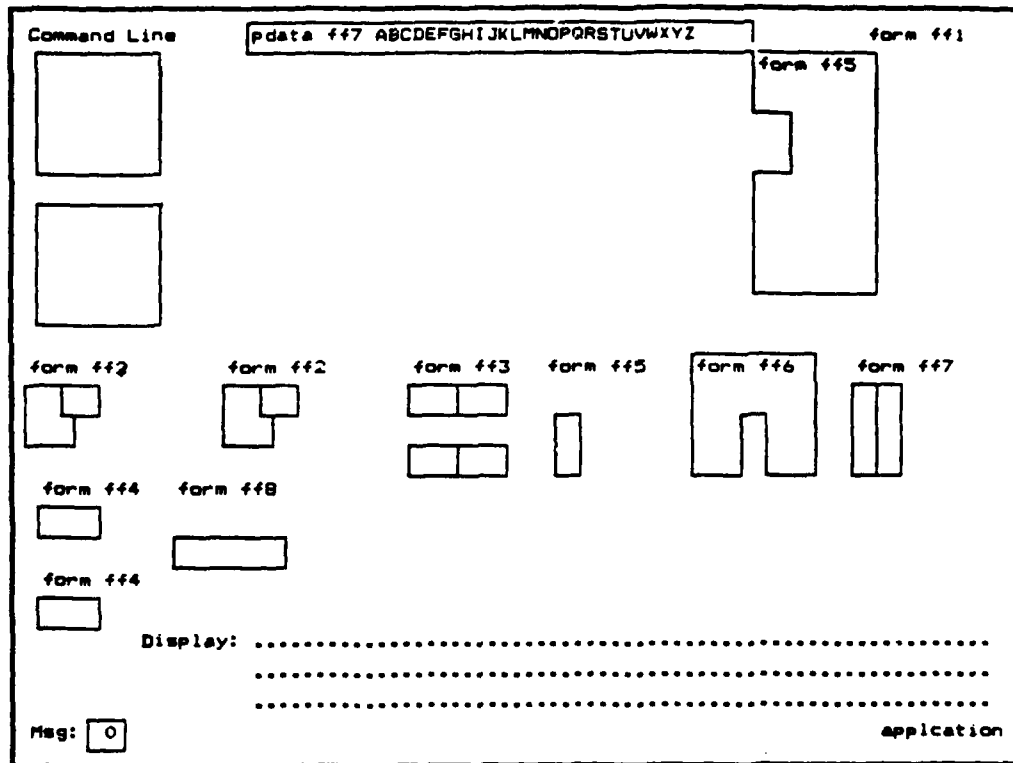 Command Line pdata ff7 ABCDEFGHIJKLMNOPQRSTUVWXYZ form ff1
form ff5
form ff2 form ff2 form ff3 form ff5 form ff6 form ff7
form ff4 form ff8
form ff4
Display: ............................................................
............................................................
............................................................
Msg: 0 applcation